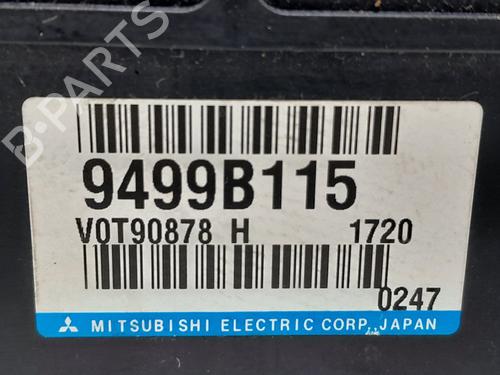 B-PARTS
9499B115
V0T90878 H 1720
0247
MITSUBISHI ELECTRIC CORP., JAPAN